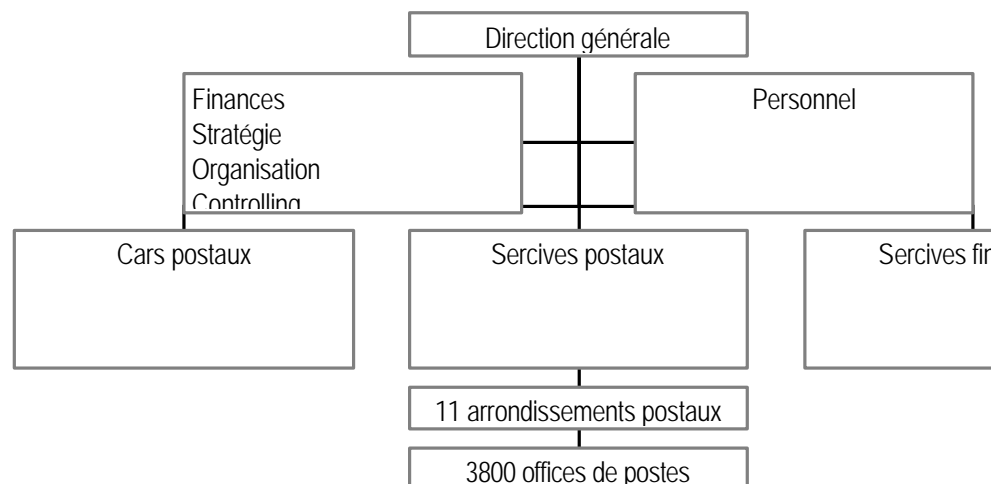 Direction générale
Finances
Stratégie
Organisation
Controlling
Personnel
Cars postaux
Sercives postaux
Sercives
11 arrondissements postaux
3800 offices de postes